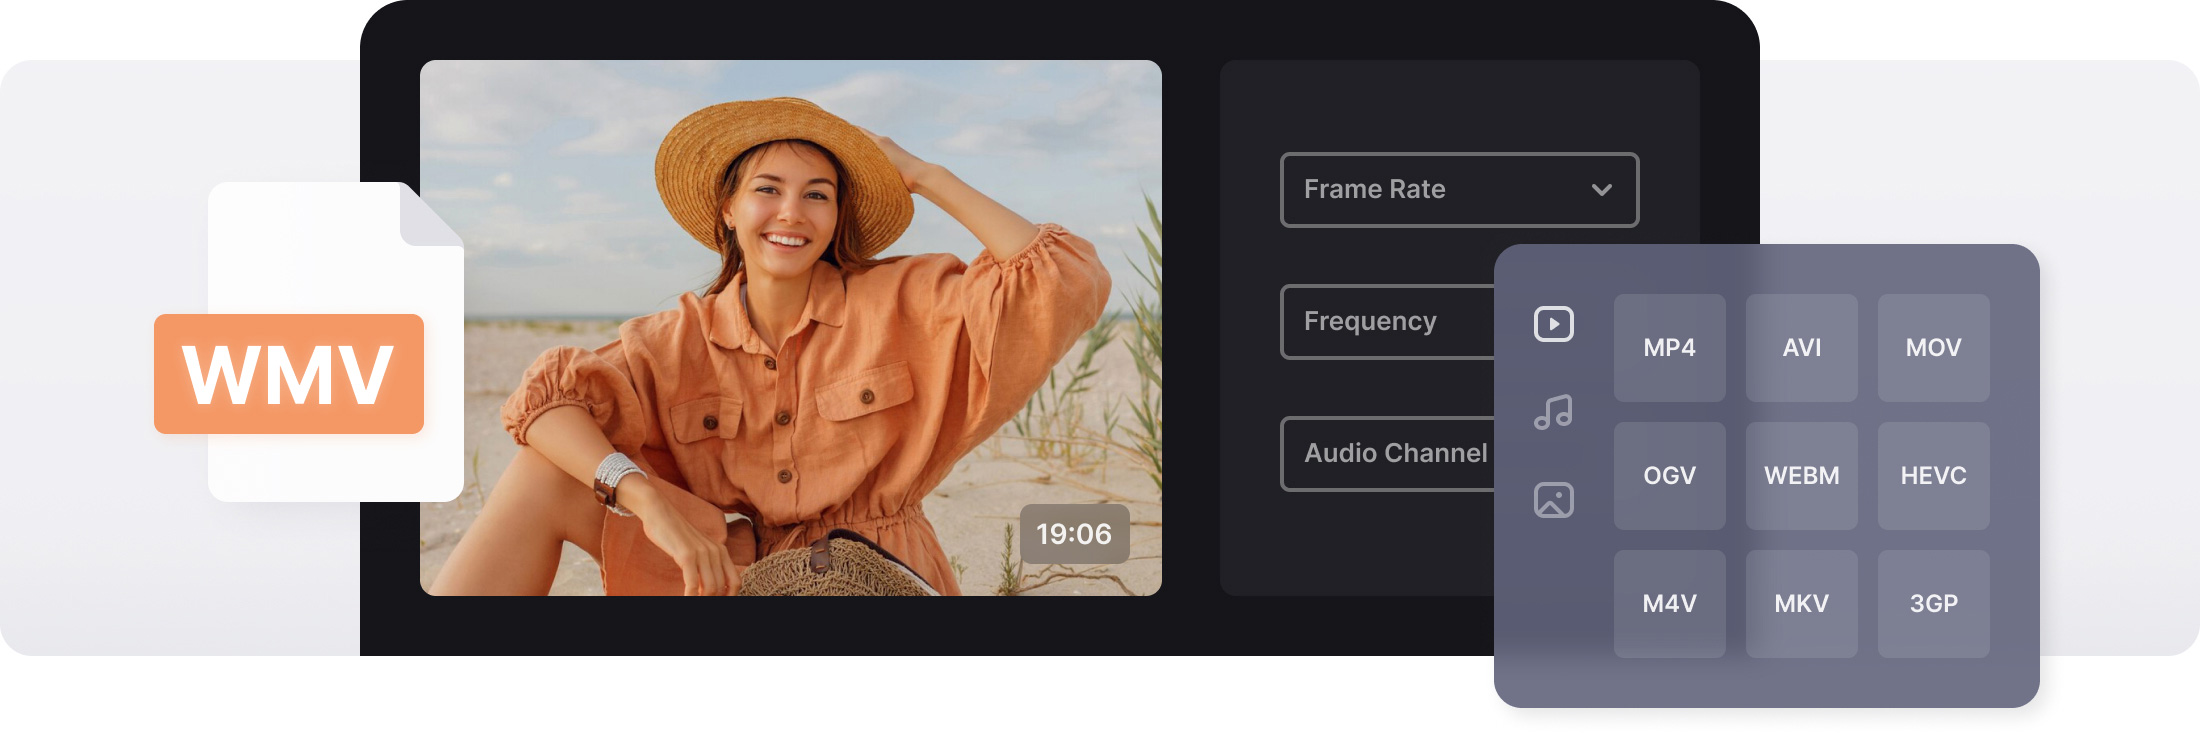 WMV
19:06
Frame Rate
Frequency
Audio Channel
MP4 AVI MOV
OGV WEBM HEVC
M4V MKV 3GP